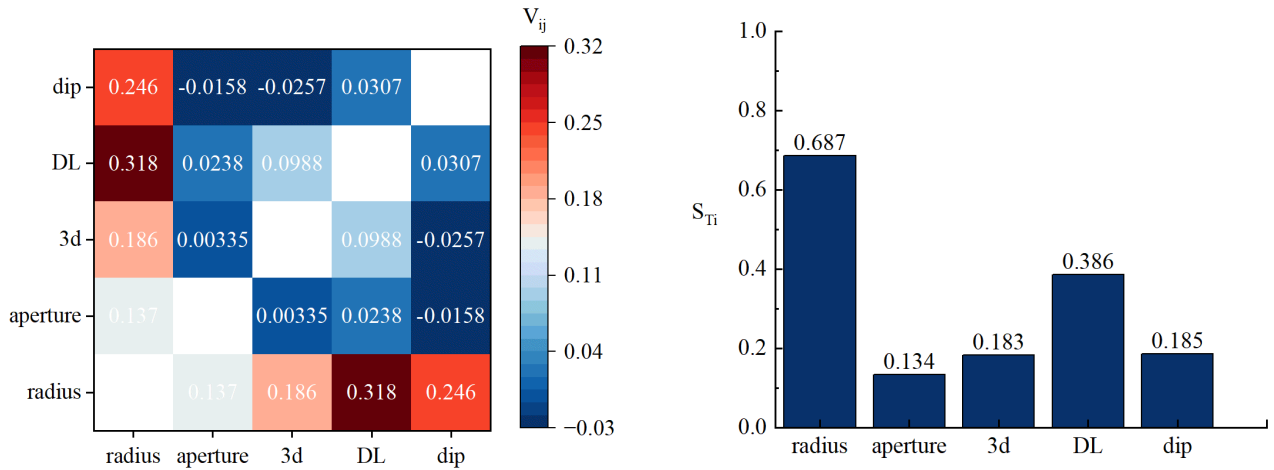 V_ij
dip 0.246 -0.0158 -0.0257 0.0307
DL 0.318 0.0238 0.0988 0.0307
3d 0.186 0.00335 0.0988 -0.0257
aperture 0.137 0.00335 0.0238 -0.0158
radius 0.137 0.186 0.318 0.246
radius aperture 3d DL dip
0.32
0.25
0.18
0.11
0.04
−0.03
S_Ti
1.0
0.8
0.6
0.4
0.2
0.0
0.687
0.134
0.183
0.386
0.185
radius aperture 3d DL dip